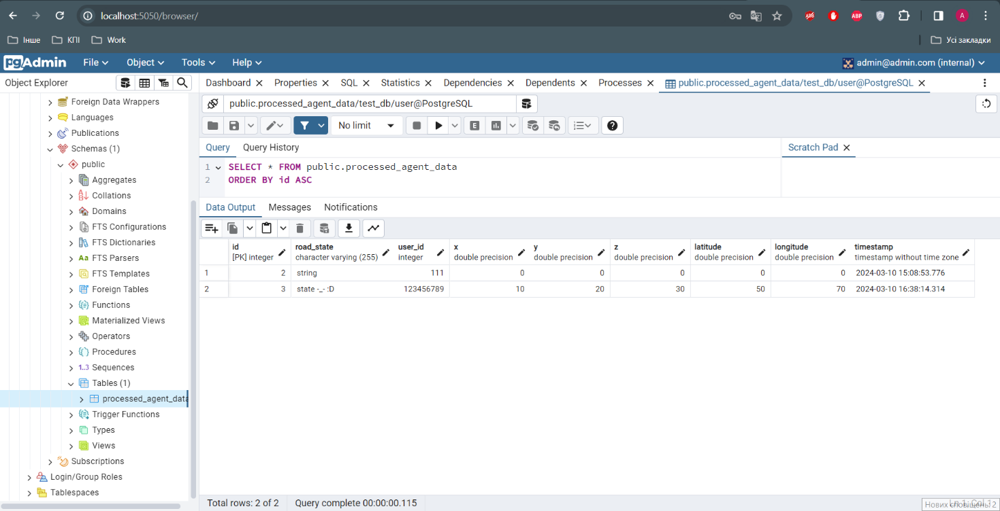 localhost:5050/browser/
ABP
A
Інше
КПІ
Work
Усі закладки
pgAdmin
File
Object
Tools
Help
admin@admin.com (internal)
Object Explorer
Dashboard
Properties
SQL
Statistics
Dependencies
Dependents
Processes
public.processed_agent_data/test_db/user@PostgreSQL
Foreign Data Wrappers
Languages
Publications
Schemas (1)
public
Aggregates
Collations
Domains
FTS Configurations
FTS Dictionaries
Aa FTS Parsers
FTS Templates
Foreign Tables
Functions
Materialized Views
Operators
Procedures
1..3 Sequences
Tables (1)
processed_agent_data
Trigger Functions
Types
Views
Subscriptions
Login/Group Roles
Tablespaces
public.processed_agent_data/test_db/user@PostgreSQL
No limit
E
Query
Query History
Scratch Pad
1 SELECT * FROM public.processed_agent_data
2 ORDER BY id ASC
Data Output
Messages
Notifications
id road_state user_id x y z latitude longitude timestamp
[PK] integer character varying (255) integer double precision double precision double precision double precision double precision timestamp without time zone
1 2 string 111 0 0 0 0 0 2024-03-10 15:08:53.776
2 3 state -_- :D 123456789 10 20 30 50 70 2024-03-10 16:38:14.314
Total rows: 2 of 2
Query complete 00:00:00.115
Нових сповіщень: 2